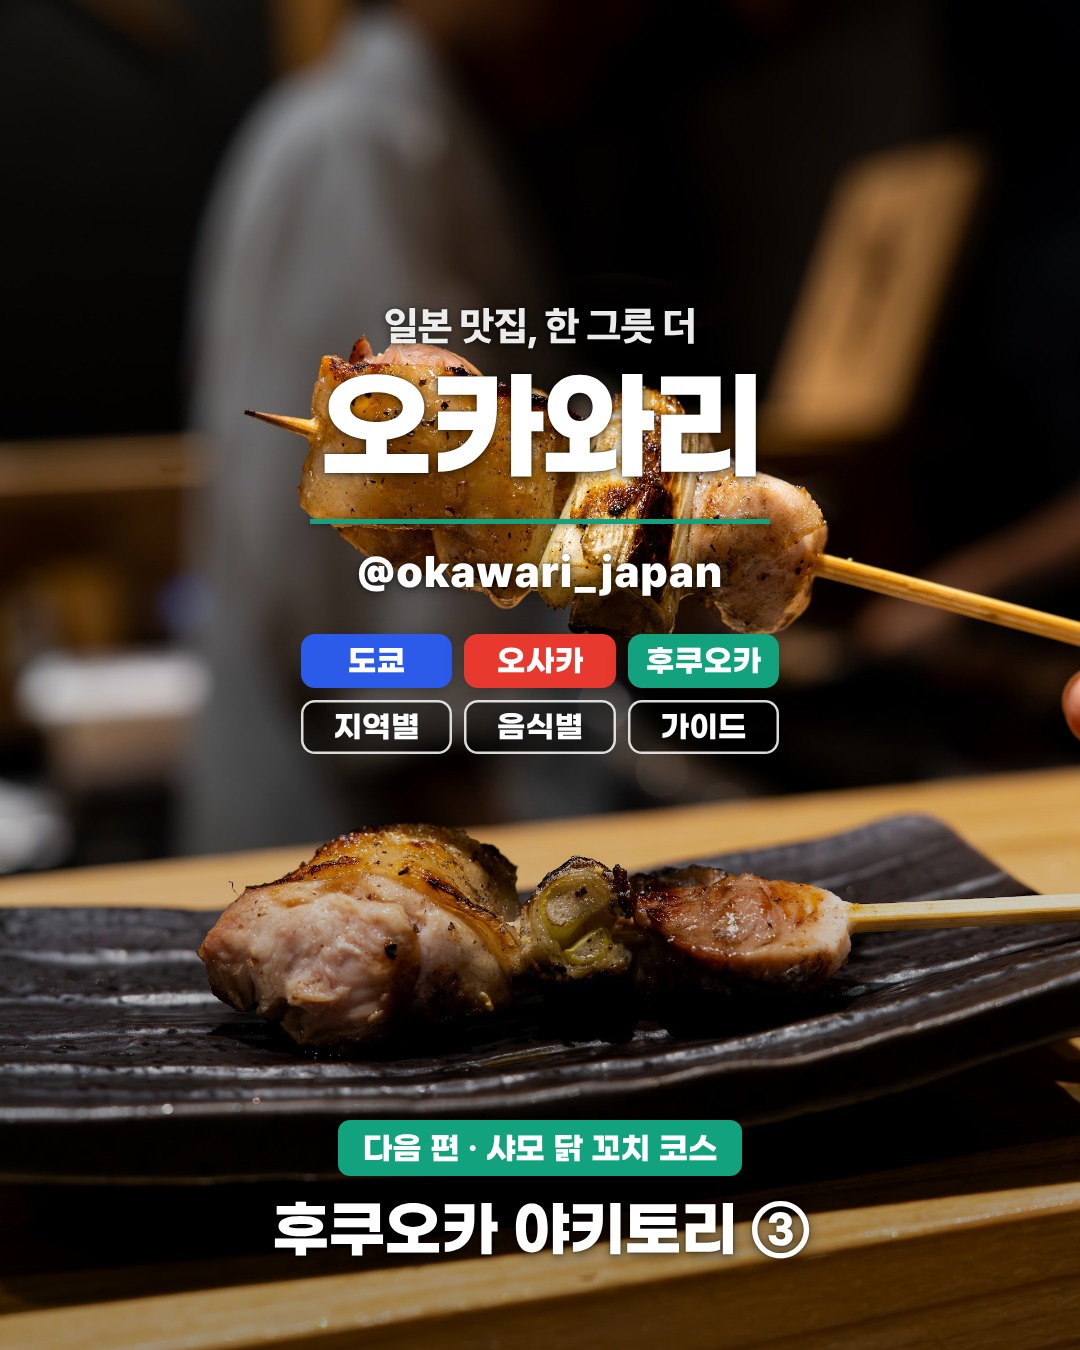 일본 맛집, 한 그릇 더
오카와리
@okawari_japan
도쿄 오사카 후쿠오카
지역별 음식별 가이드
다음 편 · 샤모 닭 꼬치 코스
후쿠오카 야키토리 ③